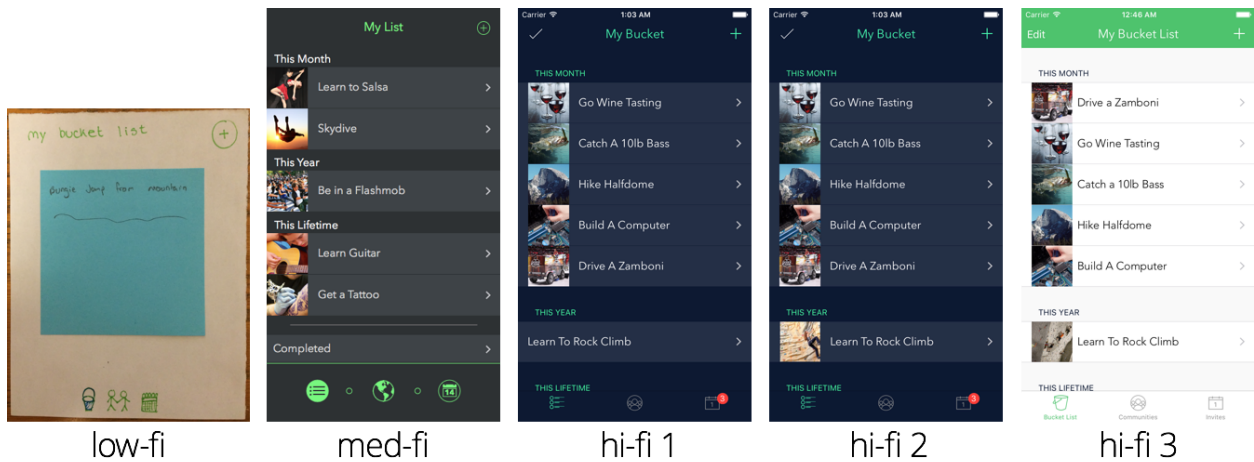 my bucket list
Bungie Jump from mountain
low-fi
My List
This Month
Learn to Salsa
Skydive
This Year
Be in a Flashmob
This Lifetime
Learn Guitar
Get a Tattoo
Completed
14
med-fi
Carrier 1:03 AM
My Bucket
THIS MONTH
Go Wine Tasting
Catch A 10lb Bass
Hike Halfdome
Build A Computer
Drive A Zamboni
THIS YEAR
Learn To Rock Climb
THIS LIFETIME
1 3
hi-fi 1
Carrier 1:03 AM
My Bucket
THIS MONTH
Go Wine Tasting
Catch A 10lb Bass
Hike Halfdome
Build A Computer
Drive A Zamboni
THIS YEAR
Learn To Rock Climb
THIS LIFETIME
1 3
hi-fi 2
Carrier 12:46 AM
Edit My Bucket List
THIS MONTH
Drive a Zamboni
Go Wine Tasting
Catch a 10lb Bass
Hike Halfdome
Build A Computer
THIS YEAR
Learn To Rock Climb
THIS LIFETIME
1
Bucket List Communities Invites
hi-fi 3